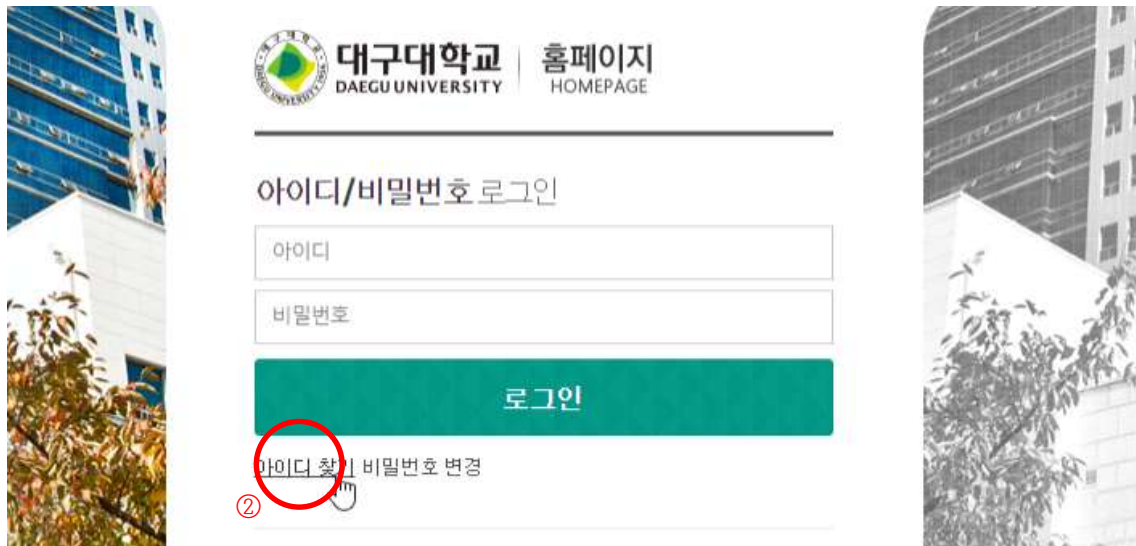 대구대학교 홈페이지
DAEGU UNIVERSITY HOMEPAGE
아이디/비밀번호 로그인
아이디
비밀번호
로그인
아이디 찾기 비밀번호 변경
②